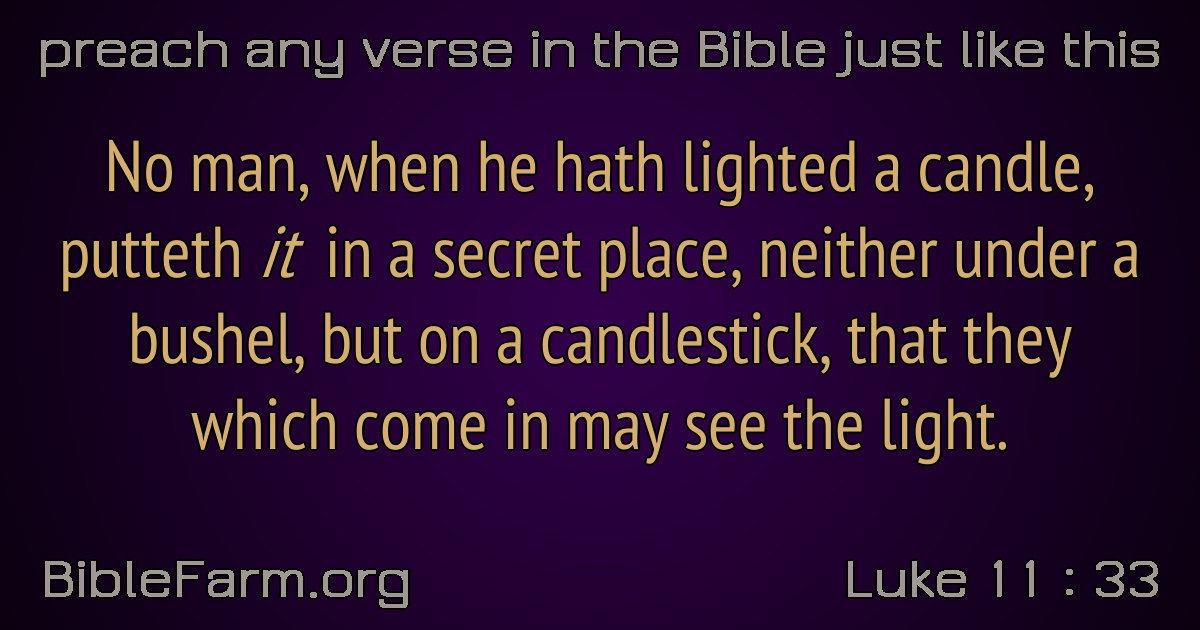 preach any verse in the Bible just like this
No man, when he hath lighted a candle,
putteth it in a secret place, neither under a
bushel, but on a candlestick, that they
which come in may see the light.
BibleFarm.org
Luke 11 : 33